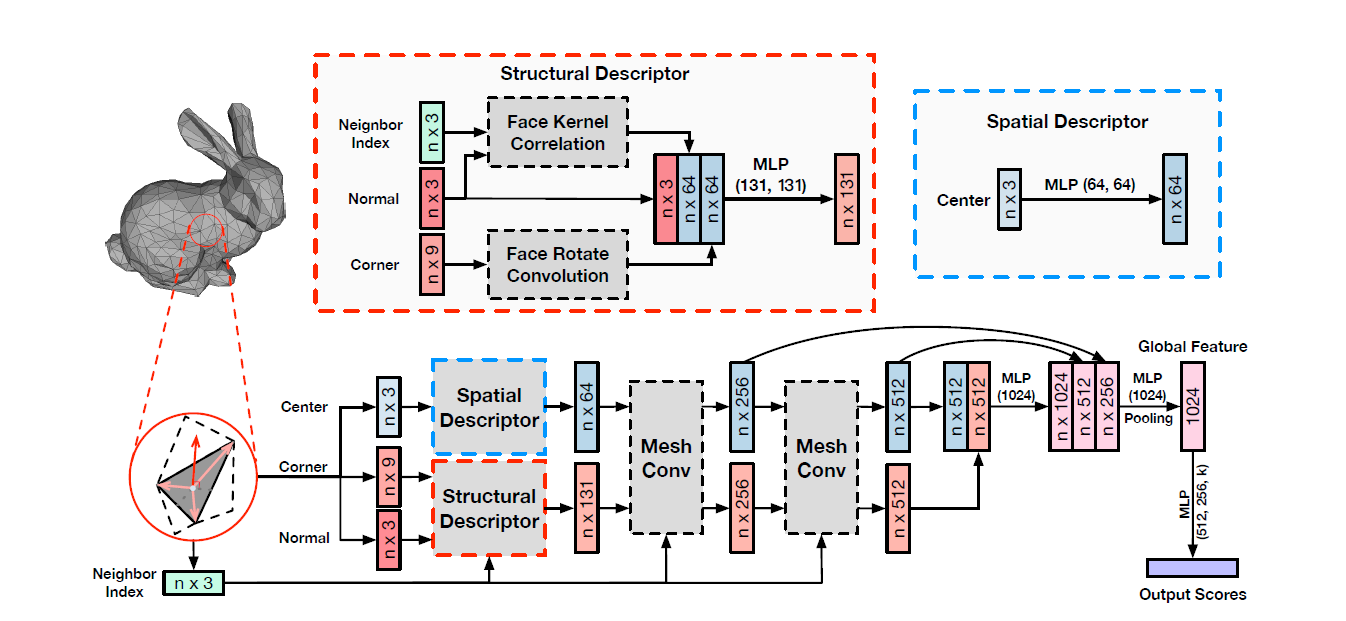 Structural Descriptor
Neignbor
Index
n x 3
Face Kernel
Correlation
Normal
n x 3
n x 3
n x 64
n x 64
MLP
(131, 131)
n x 131
Corner
n x 9
Face Rotate
Convolution
Spatial Descriptor
Center
n x 3
MLP (64, 64)
n x 64
Center
n x 3
Spatial
Descriptor
n x 64
Corner
n x 9
Structural
Descriptor
n x 131
Normal
n x 3
Neighbor
Index
n x 3
Mesh
Conv
n x 256
n x 256
Mesh
Conv
n x 512
n x 512
n x 512
n x 512
MLP
(1024)
n x 1024
n x 512
n x 256
MLP
(1024)
Pooling
Global Feature
1024
MLP
(512, 256, k)
Output Scores